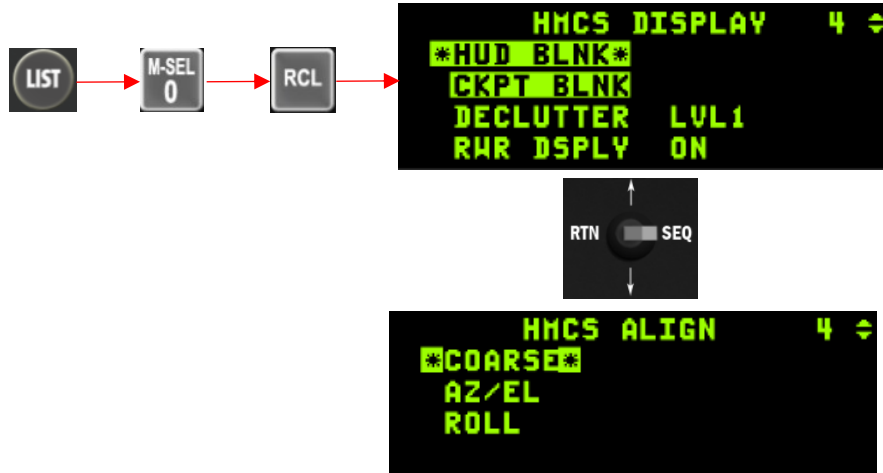 LIST
M-SEL
0
RCL
HMCS DISPLAY 4
*HUD BLNK*
CKPT BLNK
DECLUTTER LVL1
RWR DSPLY ON
RTN SEQ
HMCS ALIGN 4
*COARSE*
AZ/EL
ROLL